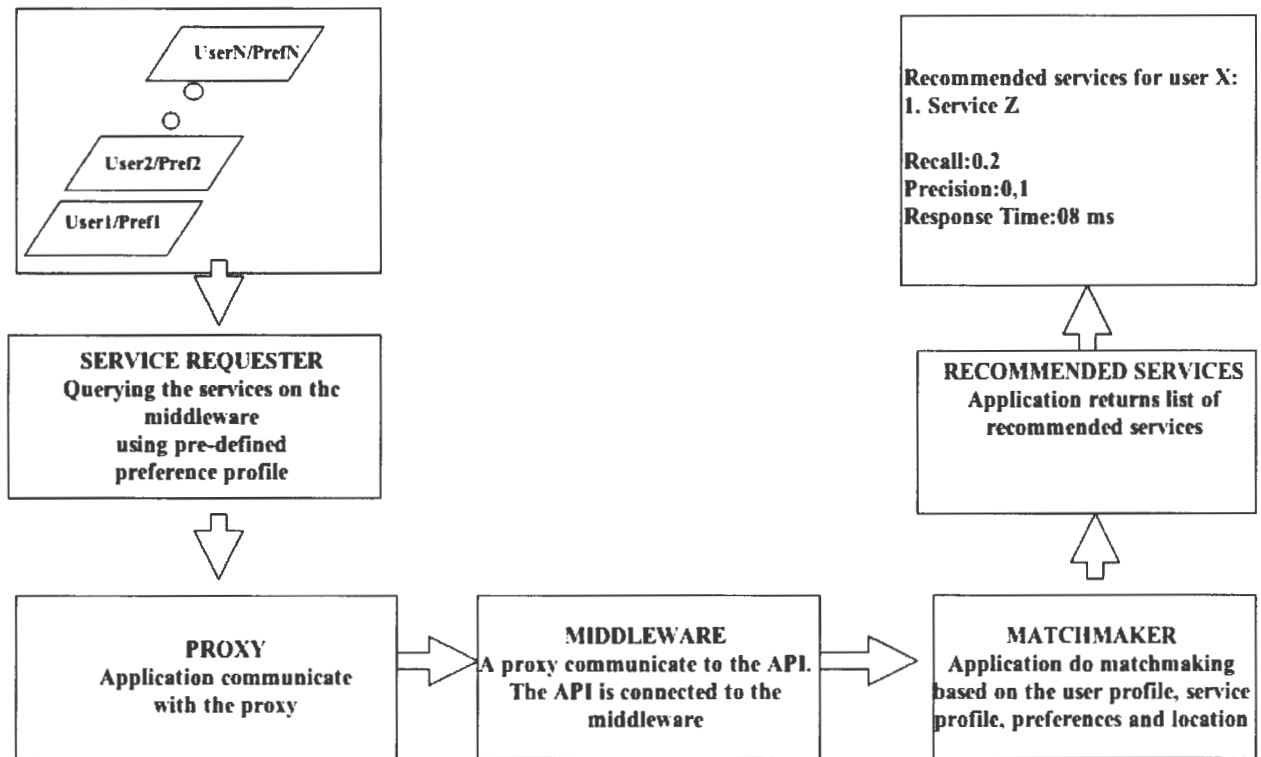 UserN/PrefN
User2/Pref2
User1/Pref1
SERVICE REQUESTER
Querying the services on the
middleware
using pre-defined
preference profile
PROXY
Application communicate
with the proxy
MIDDLEWARE
A proxy communicate to the API.
The API is connected to the
middleware
MATCHMAKER
Application do matchmaking
based on the user profile, service
profile, preferences and location
RECOMMENDED SERVICES
Application returns list of
recommended services
Recommended services for user X:
1. Service Z
Recall:0,2
Precision:0,1
Response Time:08 ms